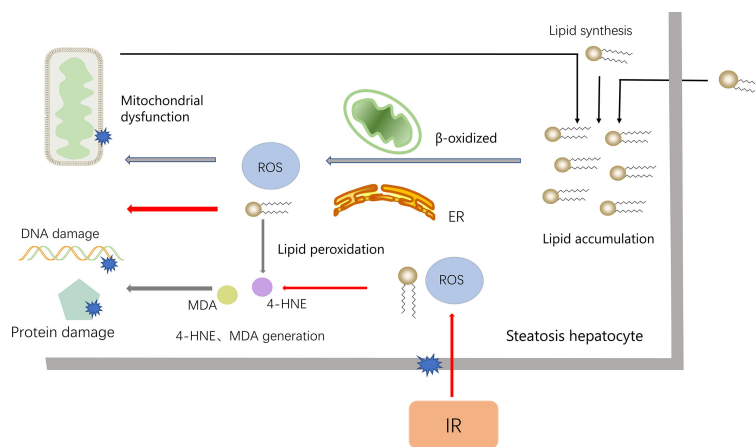 Lipid synthesis
Mitochondrial
dysfunction
β-oxidized
ROS
ER
DNA damage
Lipid peroxidation
Lipid accumulation
ROS
MDA
4-HNE
Protein damage
4-HNE、MDA generation
Steatosis hepatocyte
IR